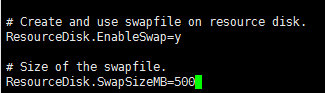 # Create and use swapfile on resource disk.
ResourceDisk.EnableSwap=y
# Size of the swapfile.
ResourceDisk.SwapSizeMB=500